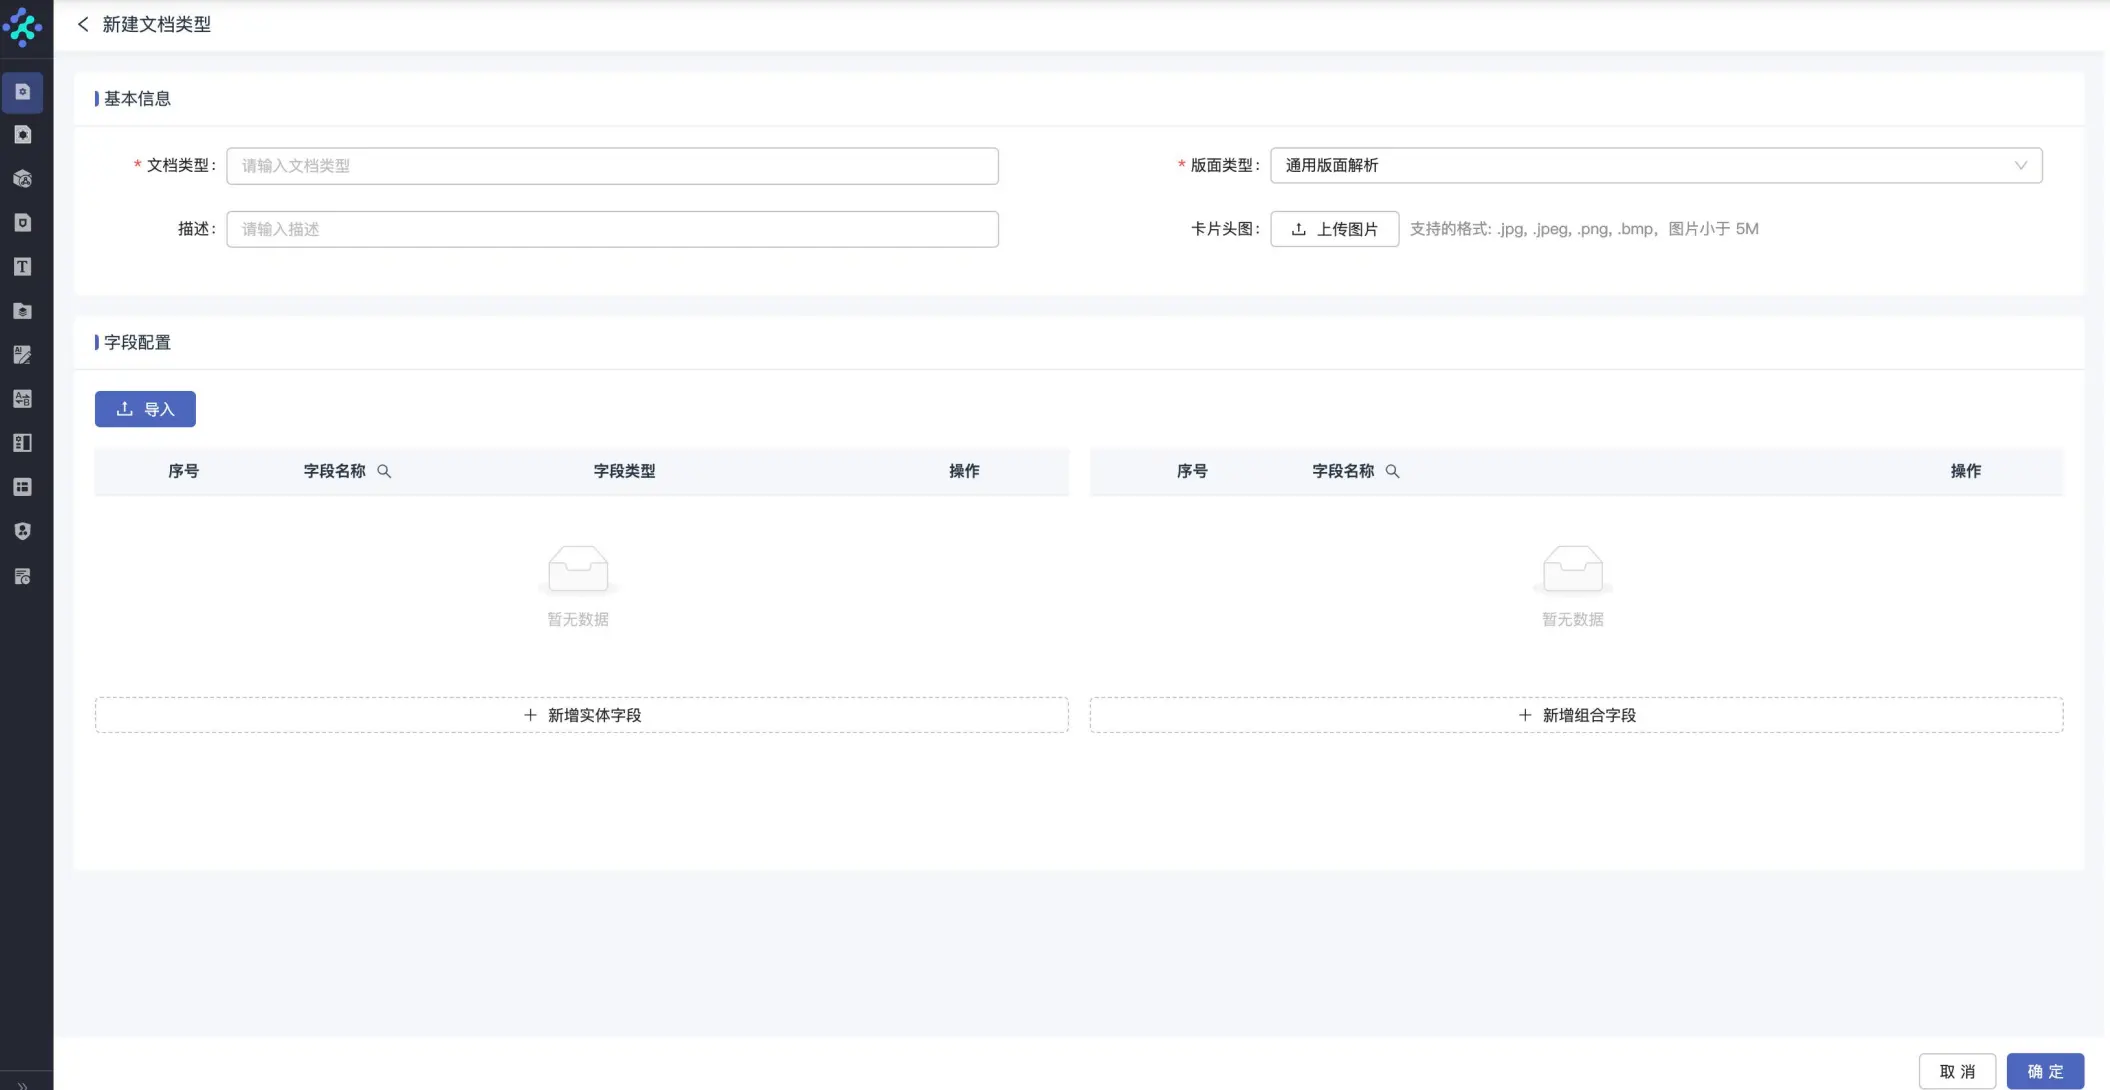 新建文档类型
基本信息
* 文档类型: 请输入文档类型
* 版面类型: 通用版面解析
描述: 请输入描述
卡片头图: 上传图片 支持的格式: .jpg, .jpeg, .png, .bmp, 图片小于 5M
字段配置
导入
序号 字段名称 字段类型 操作
序号 字段名称 操作
暂无数据
暂无数据
+ 新增实体字段
+ 新增组合字段
取消 确定